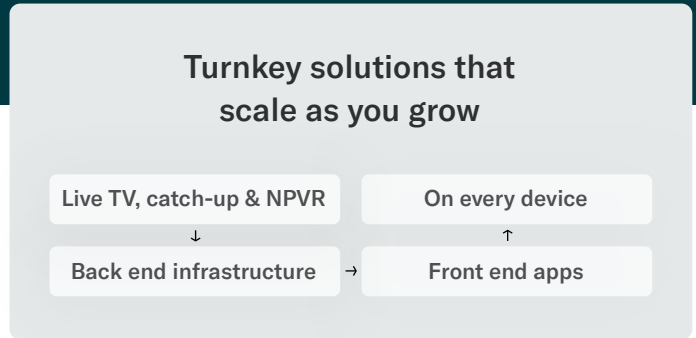 Turnkey solutions that
scale as you grow
Live TV, catch-up & NPVR
On every device
↓
↑
Back end infrastructure
→
Front end apps